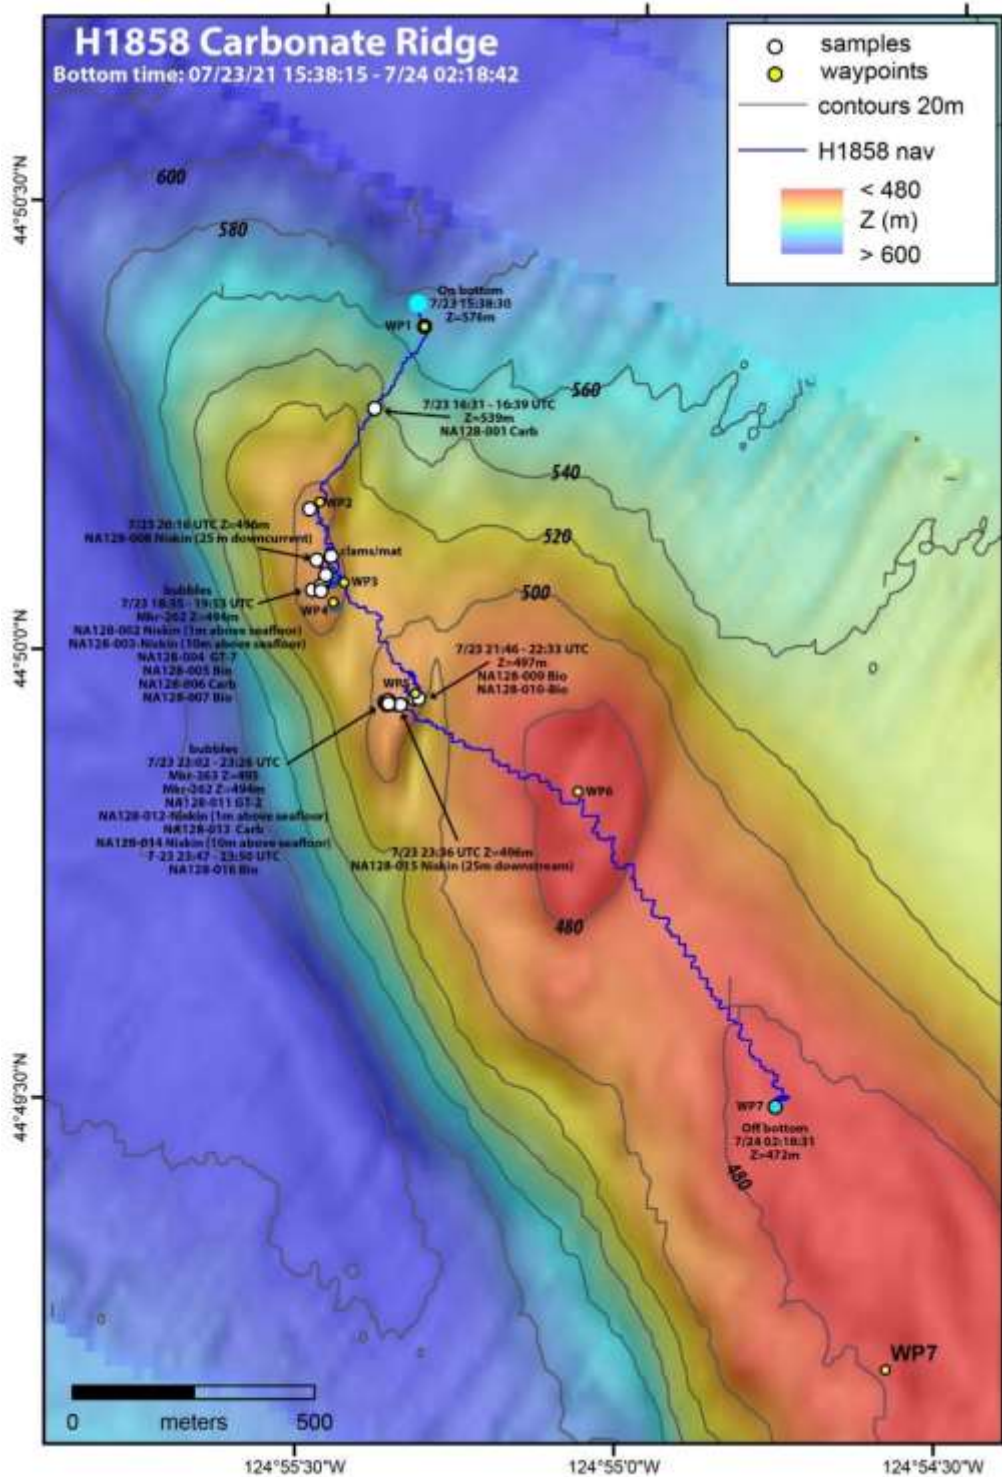 H1858 Carbonate Ridge
Bottom time: 07/23/21 15:38:15 - 7/24 02:18:42
samples
waypoints
contours 20m
H1858 nav
< 480
Z (m)
> 600
600
580
44°50'30"N
On bottom
7/23 15:38:30
Z=576m
WP1
560
7/23 16:31 - 16:39 UTC
Z=539m
NA128-001 Carb
540
WP2
7/23 20:16 UTC Z=496m
NA128-008 Niskin (25 m downcurrent)
clams/mat
520
WP3
WP4
500
bubbles
7/23 18:35 - 19:53 UTC
Mkr-262 Z=494m
NA128-002 Niskin (1m above seafloor)
NA128-003-Niskin (10m above seafloor)
NA128-004 GT-7
NA128-005 Bio
NA128-006 Carb
NA128-007 Bio
44°50'0"N
7/23 21:46 - 22:33 UTC
Z=497m
NA128-009 Bio
NA128-010-Bio
WP5
bubbles
7/23 23:02 - 23:26 UTC
Mkr-263 Z=495
Mkr-262 Z=494m
NA128-011 GT-2
NA128-012-Niskin (1m above seafloor)
NA128-013 Carb
NA128-014 Niskin (10m above seafloor)
7-23 23:47 - 23:50 UTC
NA128-016 Bio
WP6
7/23 23:36 UTC Z=496m
NA128-015 Niskin (25m downstream)
480
44°49'30"N
WP7
Off bottom
7/24 02:18:31
Z=472m
480
WP7
0 meters 500
124°55'30"W 124°55'0"W 124°54'30"W